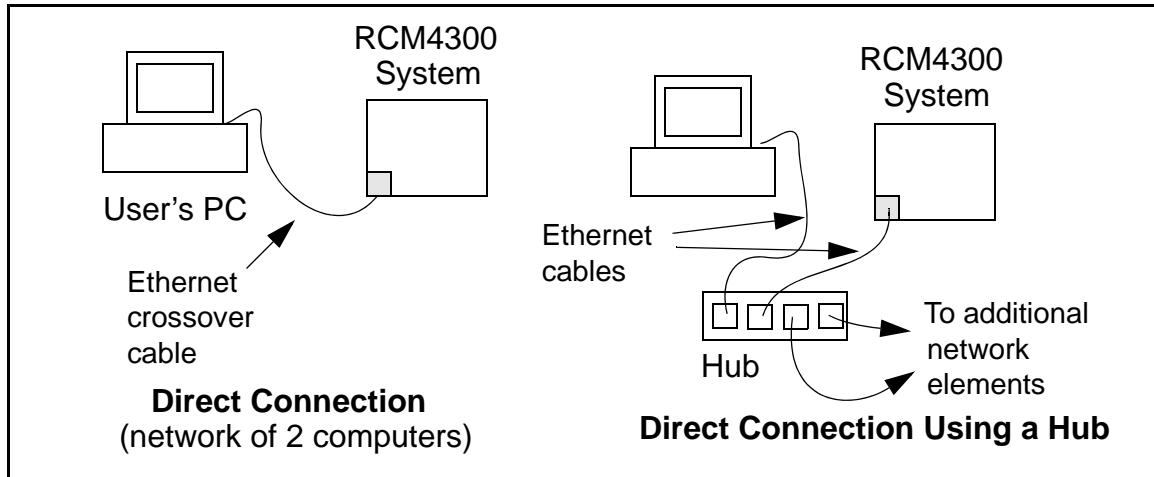 RCM4300
System
User's PC
Ethernet
crossover
cable
Direct Connection
(network of 2 computers)
RCM4300
System
Ethernet
cables
Hub
To additional
network
elements
Direct Connection Using a Hub